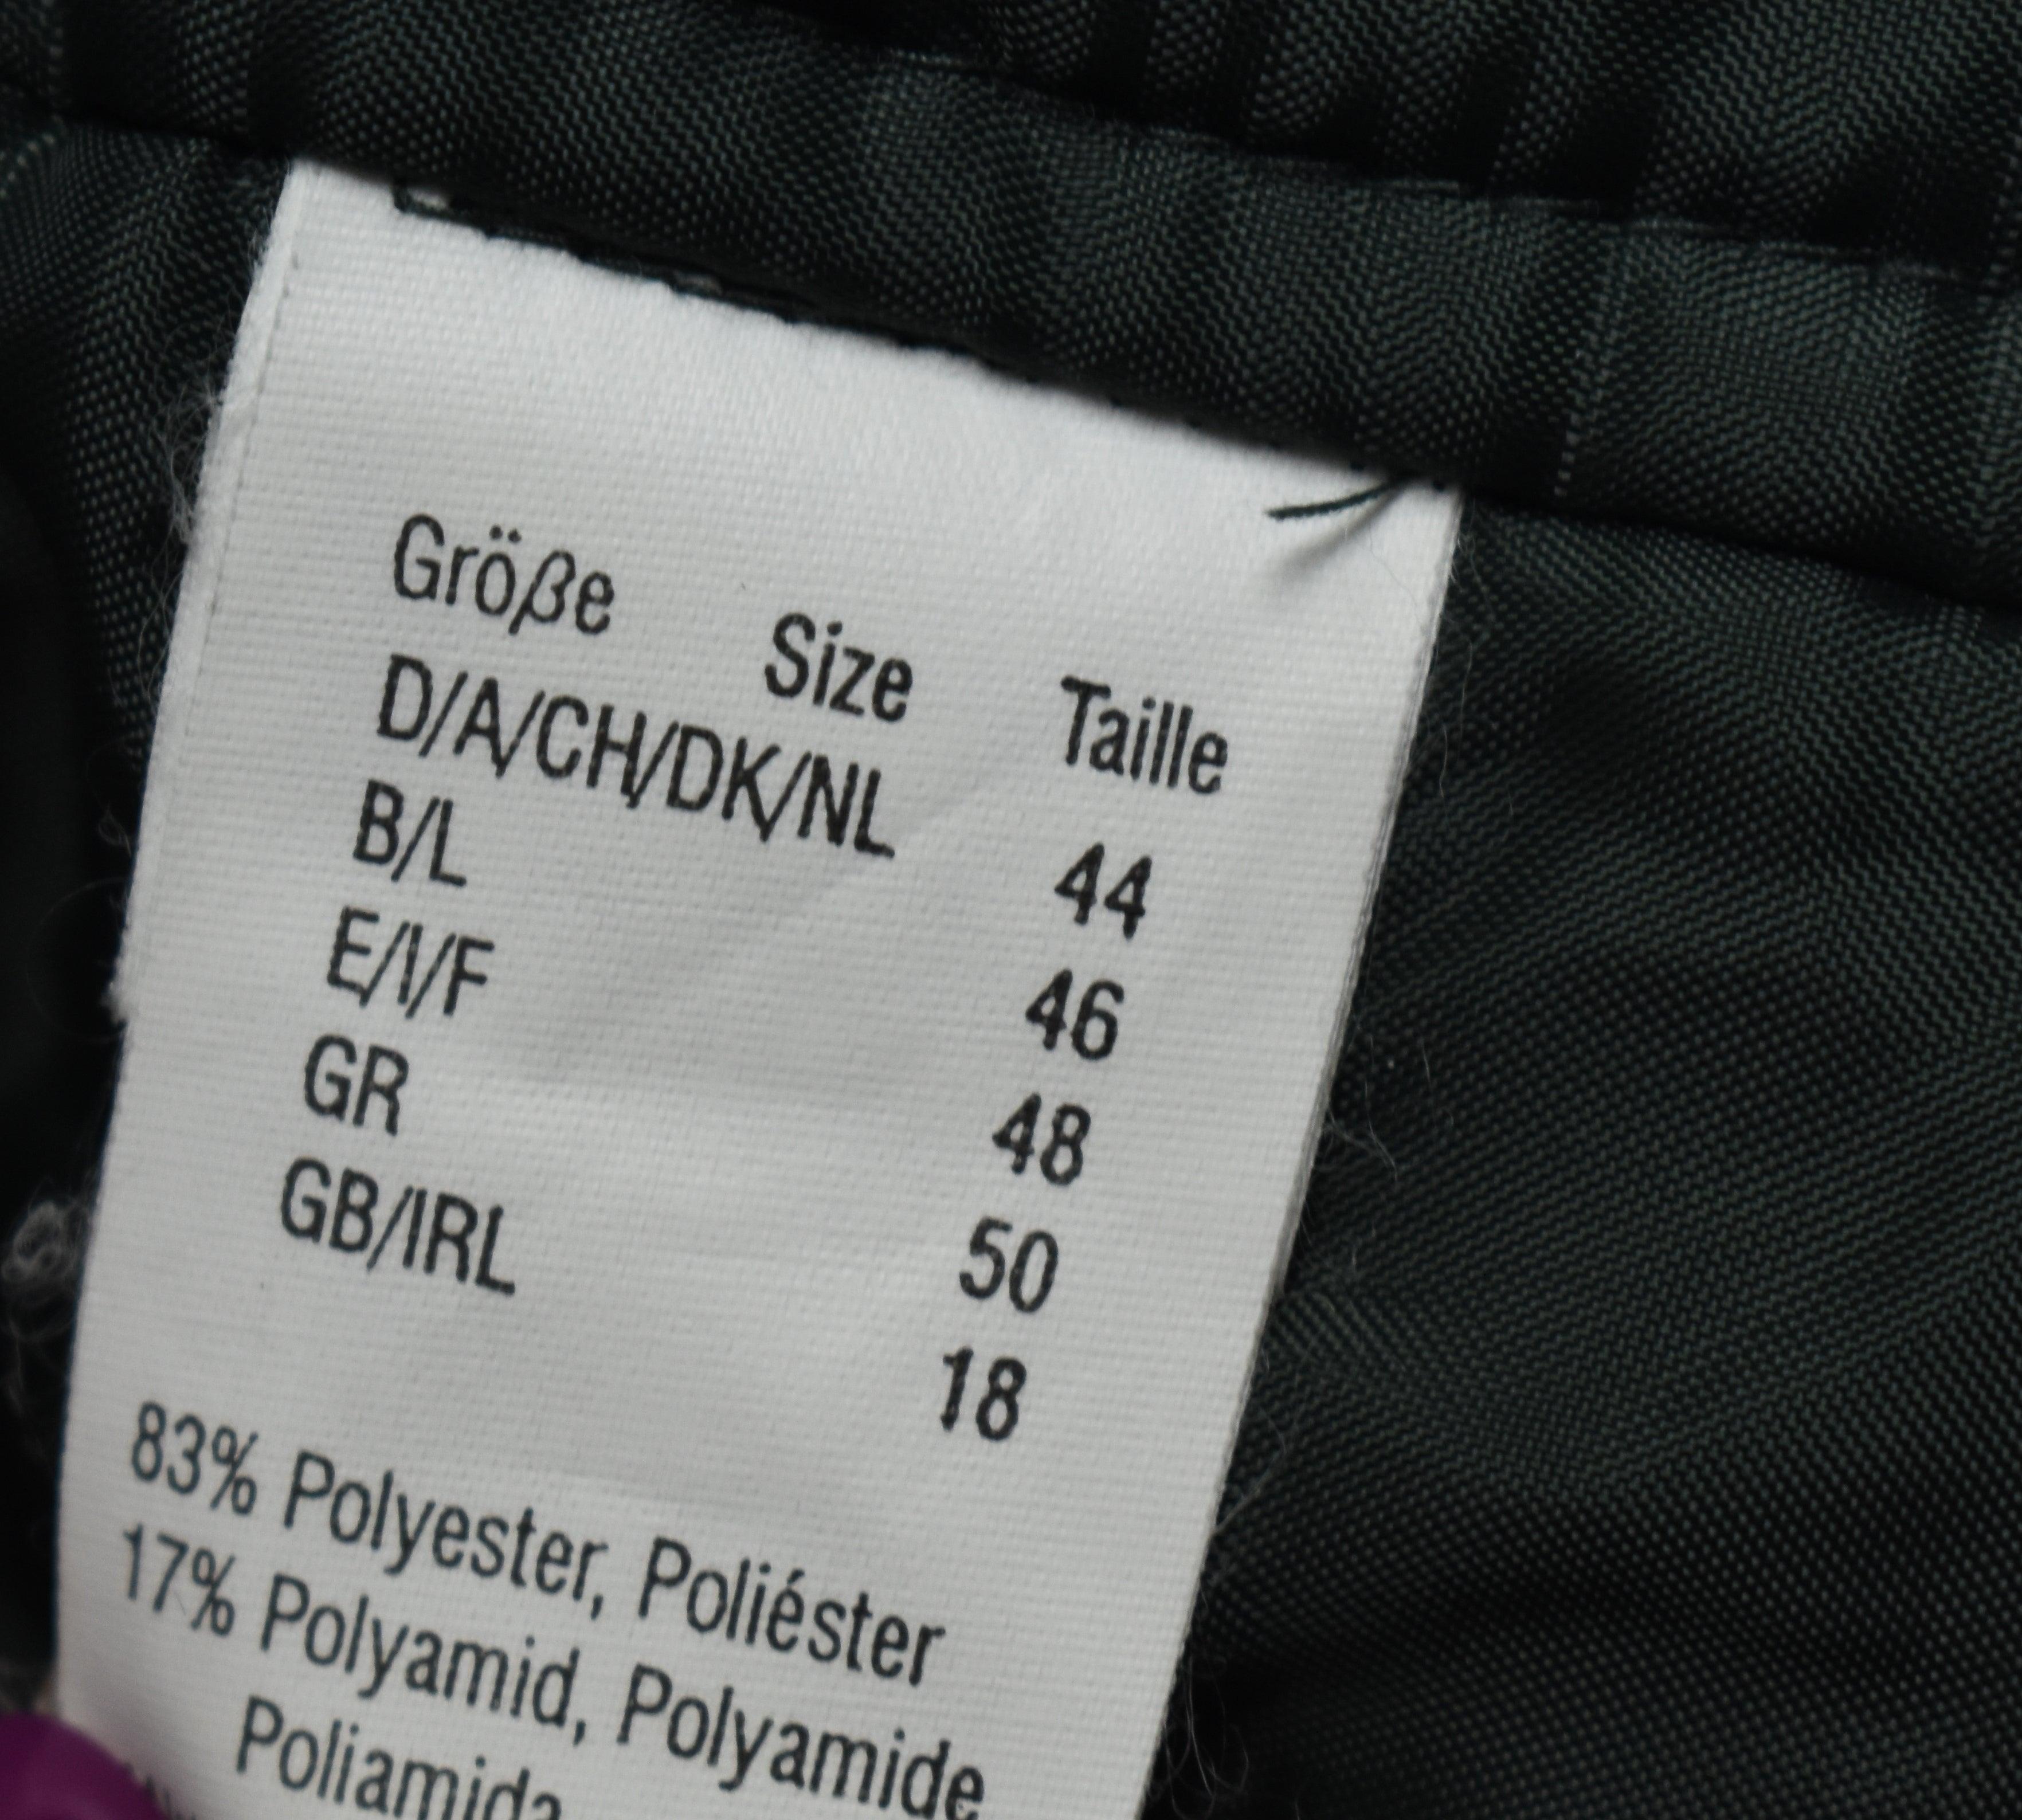 Größe Size Taille
D/A/CH/DK/NL 44
B/L 46
E/I/F 48
GR 50
GB/IRL 18
83% Polyester, Poliéster
17% Polyamid, Polyamide
Poliamida